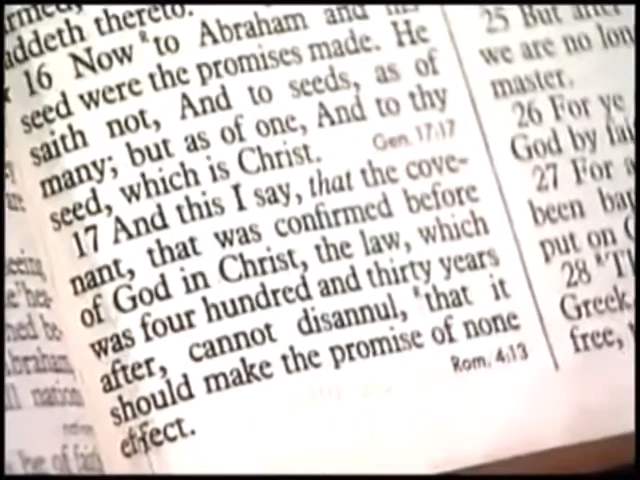 addeth thereto.
16 Now to Abraham and his
seed were the promises made. He
saith not, And to seeds, as of
many; but as of one, And to thy
seed, which is Christ. Gen. 17:17
17 And this I say, that the cove-
nant, that was confirmed before
of God in Christ, the law, which
was four hundred and thirty years
after, cannot disannul, that it
should make the promise of none
effect. Rom. 4:13
25 But after
we are no
master.
26 For ye
God by
27 For
been
put on
28
Greek
free,